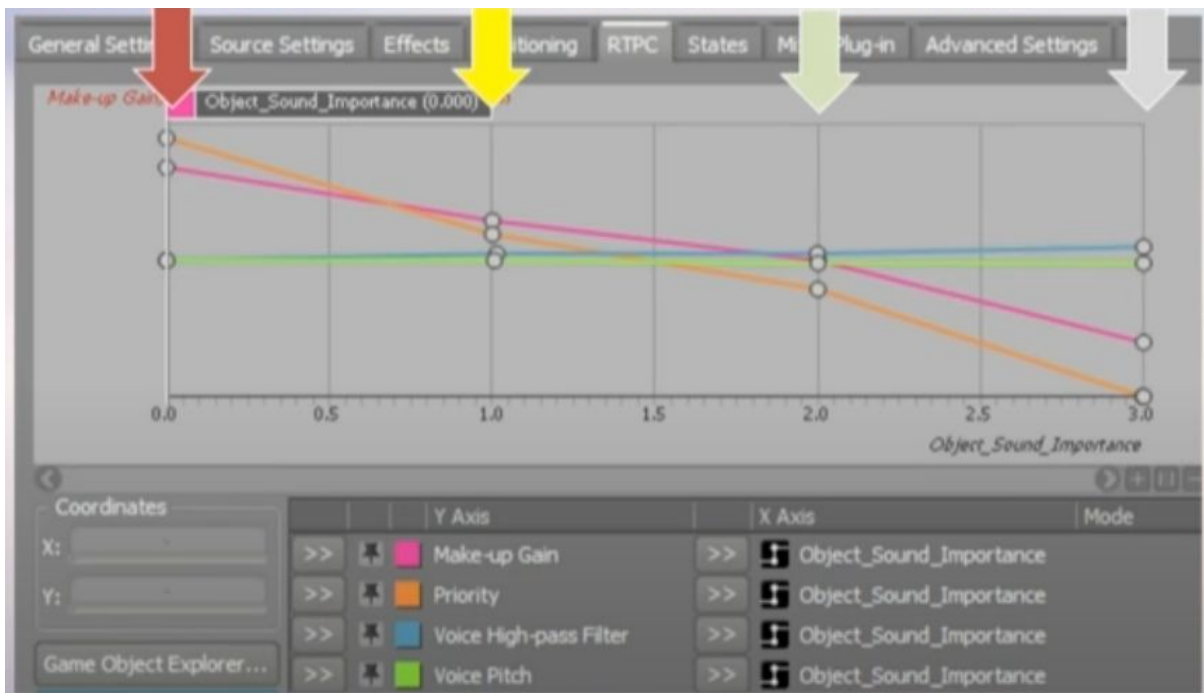 General Setti
Source Settings
Effects
tioning
RTPC
States
Mi
Plug-in
Advanced Settings
Make-up Gain
Object_Sound_Importance (0.000)
0.0 0.5 1.0 1.5 2.0 2.5 3.0
Object_Sound_Importance
Coordinates
X:
Y:
Game Object Explorer...
Y Axis X Axis Mode
>> Make-up Gain >> Object_Sound_Importance
>> Priority >> Object_Sound_Importance
>> Voice High-pass Filter >> Object_Sound_Importance
>> Voice Pitch >> Object_Sound_Importance